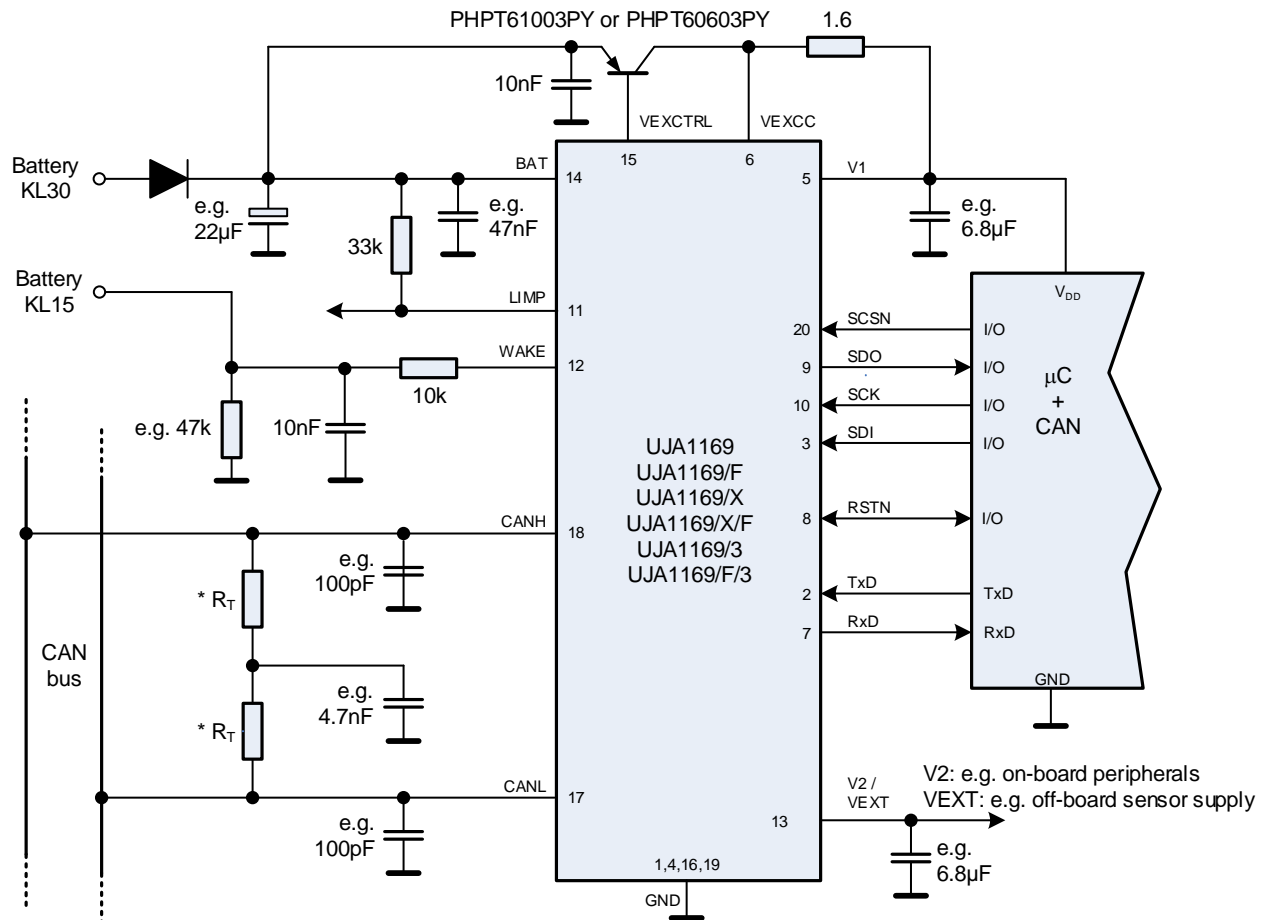 PHPT61003PY or PHPT60603PY
1.6
10nF
VEXCTRL
VEXCC
15
6
Battery
KL30
BAT
14
5
V1
e.g.
22µF
33k
e.g.
47nF
e.g.
6.8µF
Battery
KL15
LIMP
11
WAKE
12
10k
e.g. 47k
10nF
VDD
20
SCSN
I/O
9
SDO
I/O
10
SCK
I/O
3
SDI
I/O
µC
+
CAN
UJA1169
UJA1169/F
UJA1169/X
UJA1169/X/F
UJA1169/3
UJA1169/F/3
8
RSTN
I/O
2
TxD
TxD
7
RxD
RxD
GND
CANH
18
e.g.
100pF
* RT
CAN
bus
e.g.
4.7nF
* RT
CANL
17
e.g.
100pF
V2 /
VEXT
13
V2: e.g. on-board peripherals
VEXT: e.g. off-board sensor supply
e.g.
6.8µF
1,4,16,19
GND